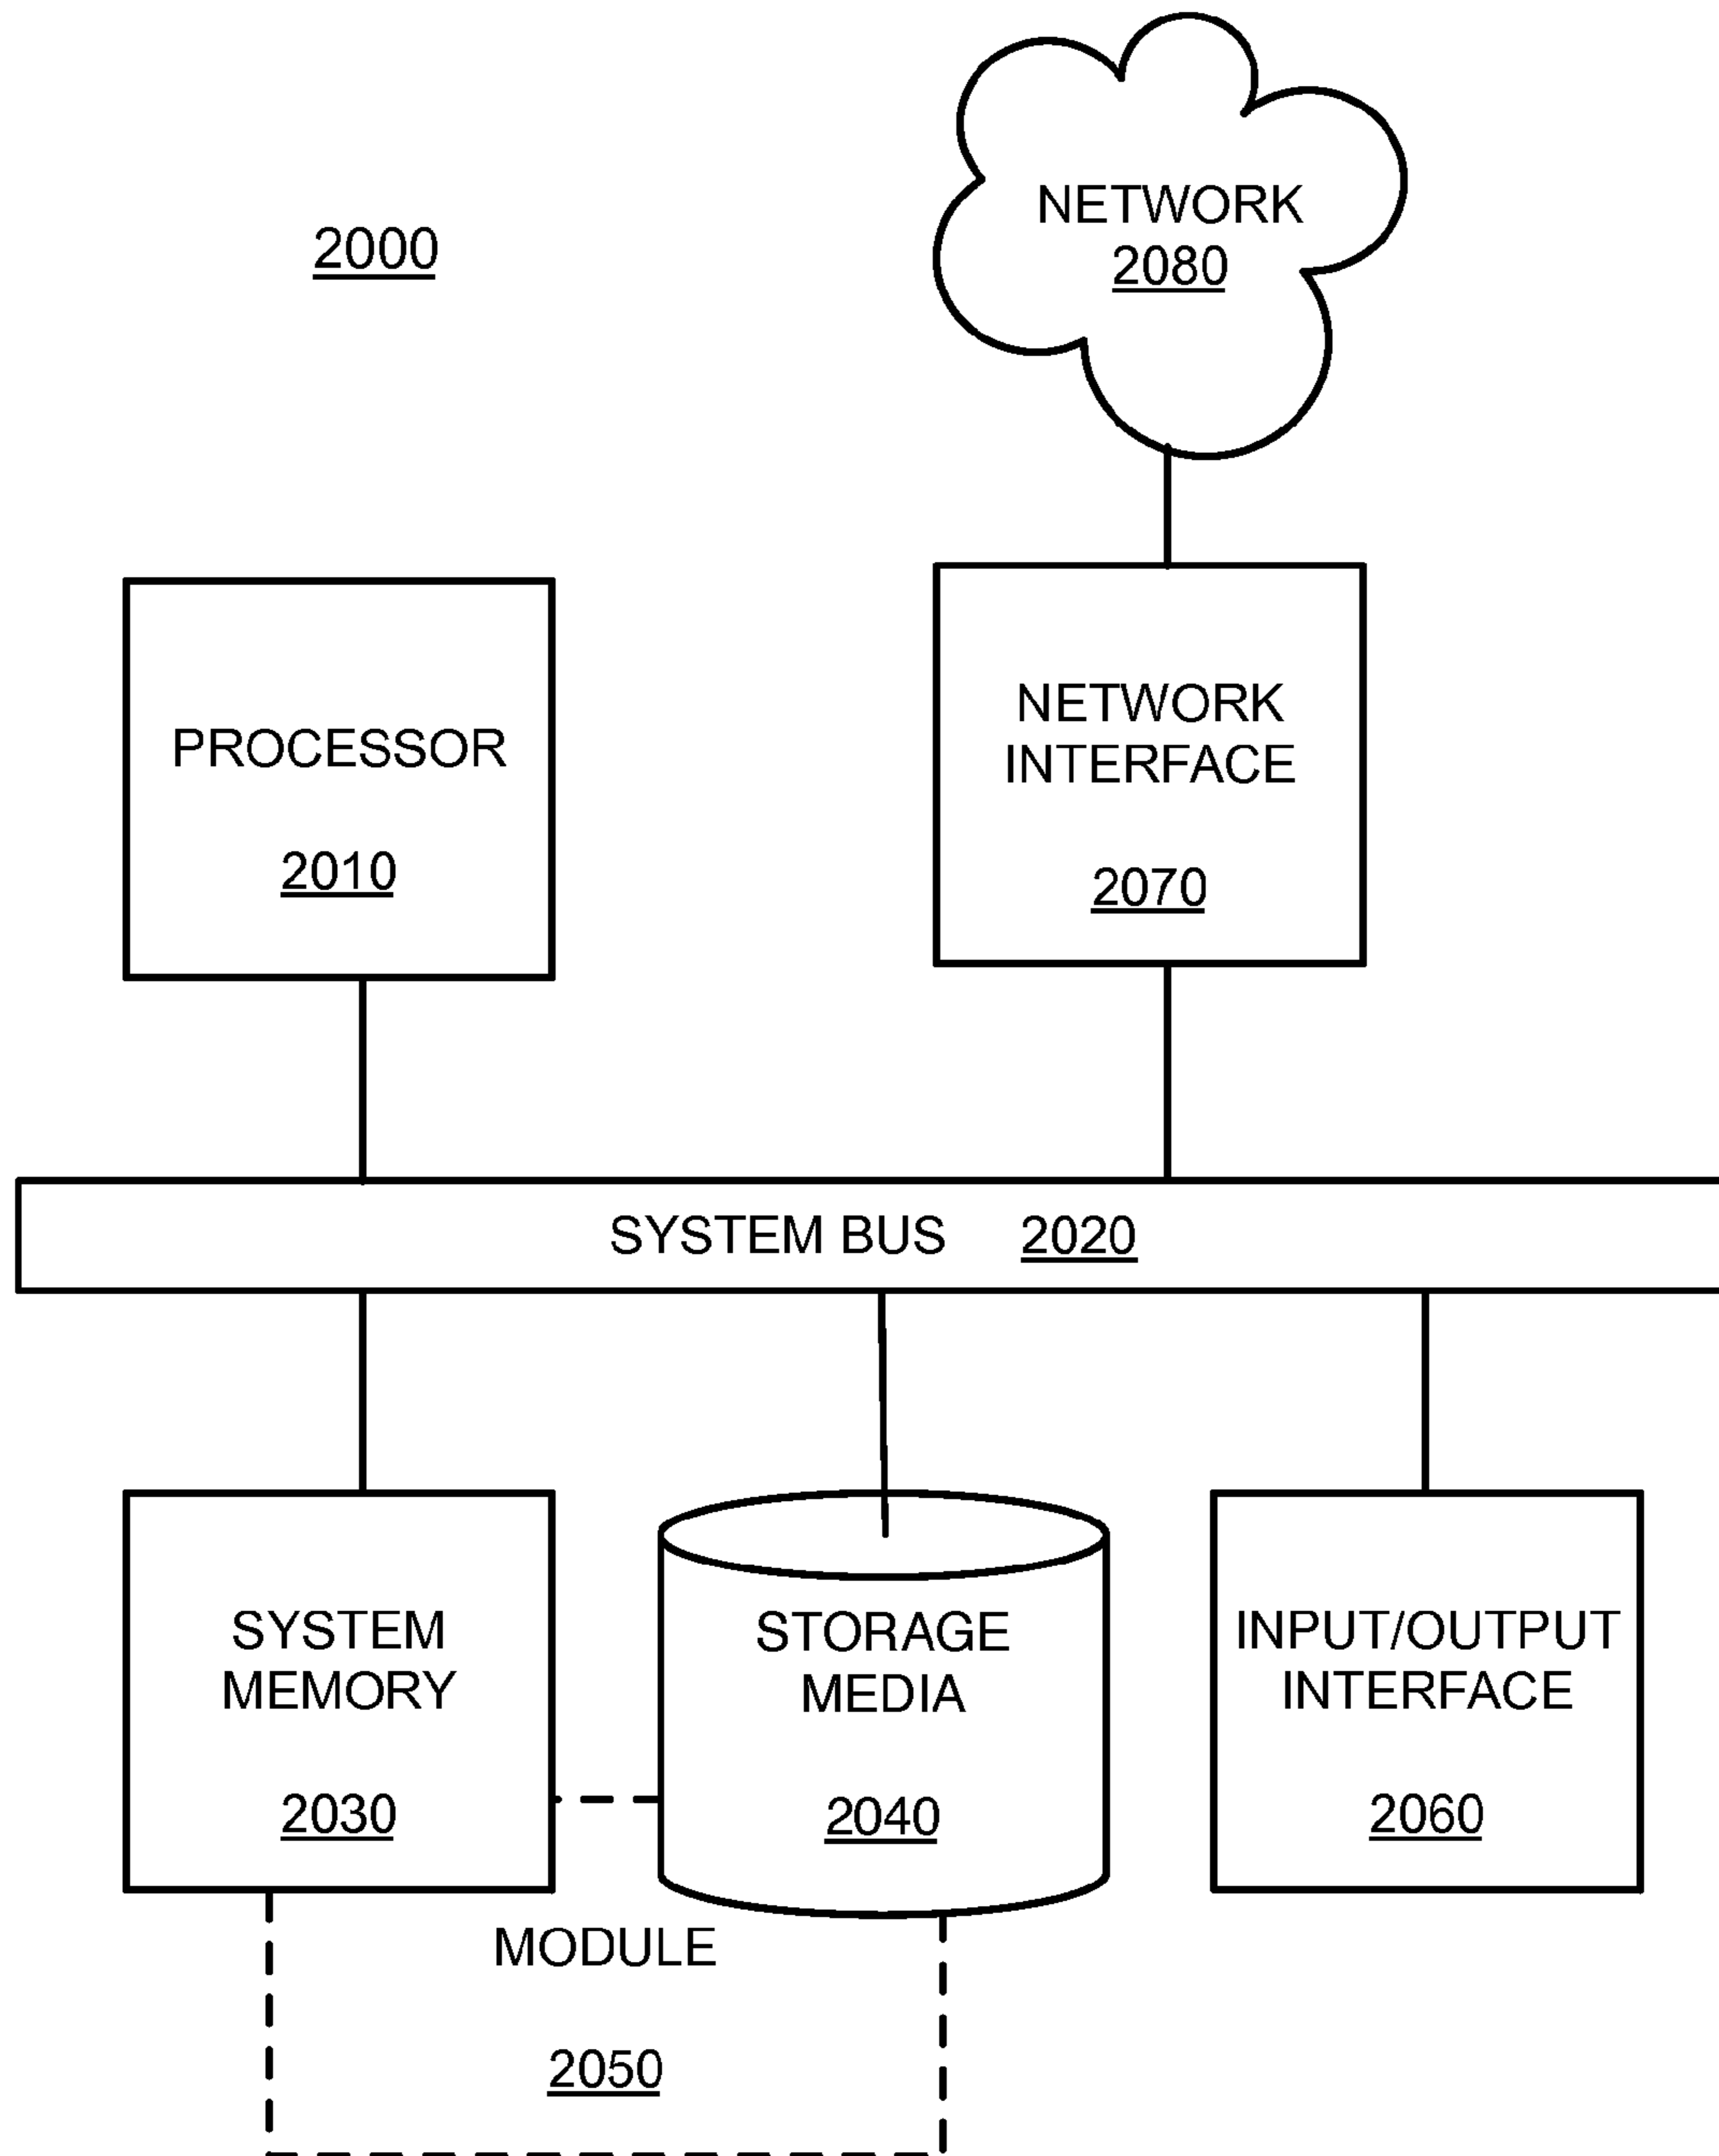 2000
NETWORK
2080
PROCESSOR
2010
NETWORK
INTERFACE
2070
SYSTEM BUS 2020
SYSTEM
MEMORY
2030
STORAGE
MEDIA
2040
INPUT/OUTPUT
INTERFACE
2060
MODULE
2050